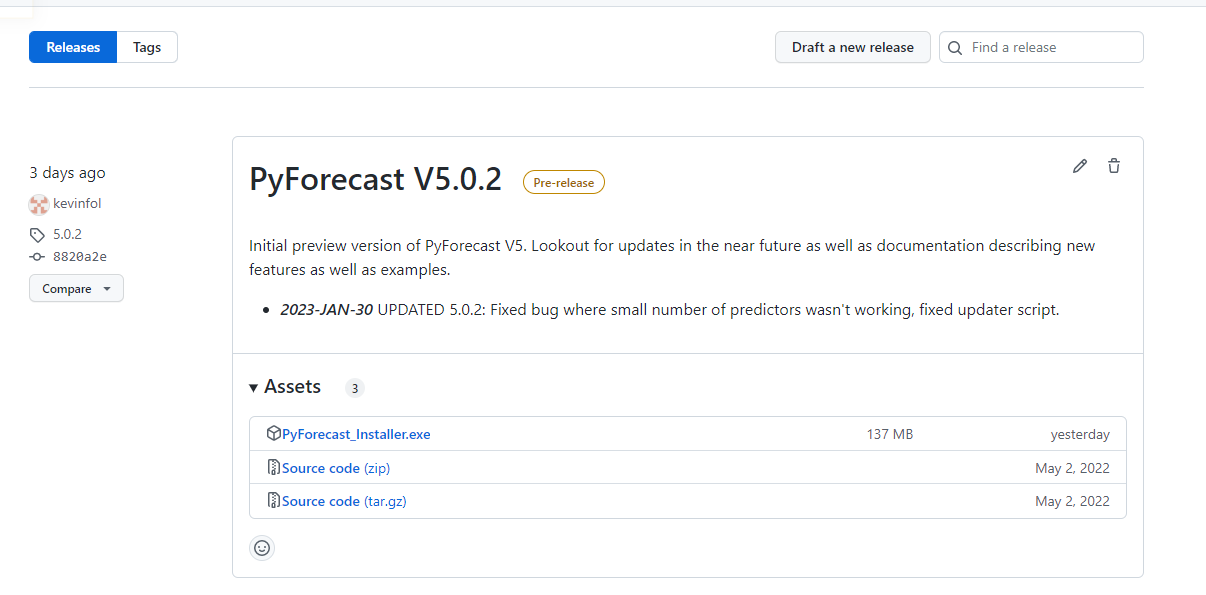 Releases
Tags
Draft a new release
Find a release
3 days ago
kevinfol
5.0.2
8820a2e
Compare
PyForecast V5.0.2
Pre-release
Initial preview version of PyForecast V5. Lookout for updates in the near future as well as documentation describing new
features as well as examples.
2023-JAN-30 UPDATED 5.0.2: Fixed bug where small number of predictors wasn't working, fixed updater script.
Assets 3
PyForecast_Installer.exe 137 MB yesterday
Source code (zip) May 2, 2022
Source code (tar.gz) May 2, 2022